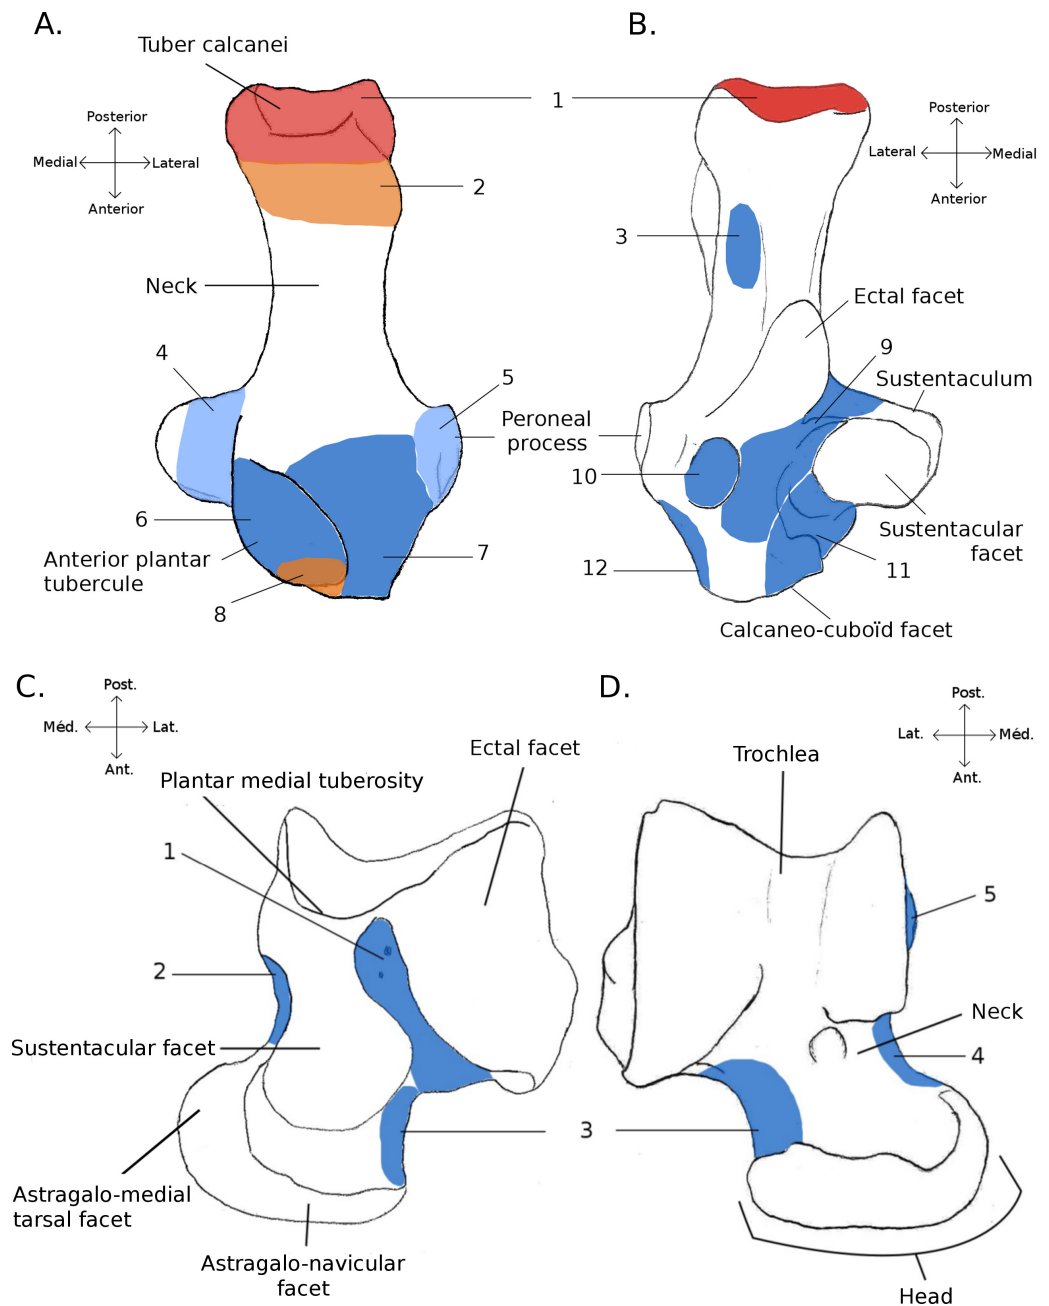 A.
B.
Tuber calcanei
Posterior
Medial
Lateral
Anterior
1
Posterior
Lateral
Medial
Anterior
2
3
Neck
Ectal facet
4
9
5
Sustentaculum
Peroneal
process
10
6
Anterior plantar
tubercule
7
Sustentacular
facet
12
11
8
Calcaneo-cuboïd facet
C.
D.
Post.
Méd.
Lat.
Ant.
Post.
Lat.
Méd.
Ant.
Ectal facet
Trochlea
Plantar medial tuberosity
1
5
2
Neck
Sustentacular facet
4
3
Astragalo-medial
tarsal facet
Astragalo-navicular
facet
Head